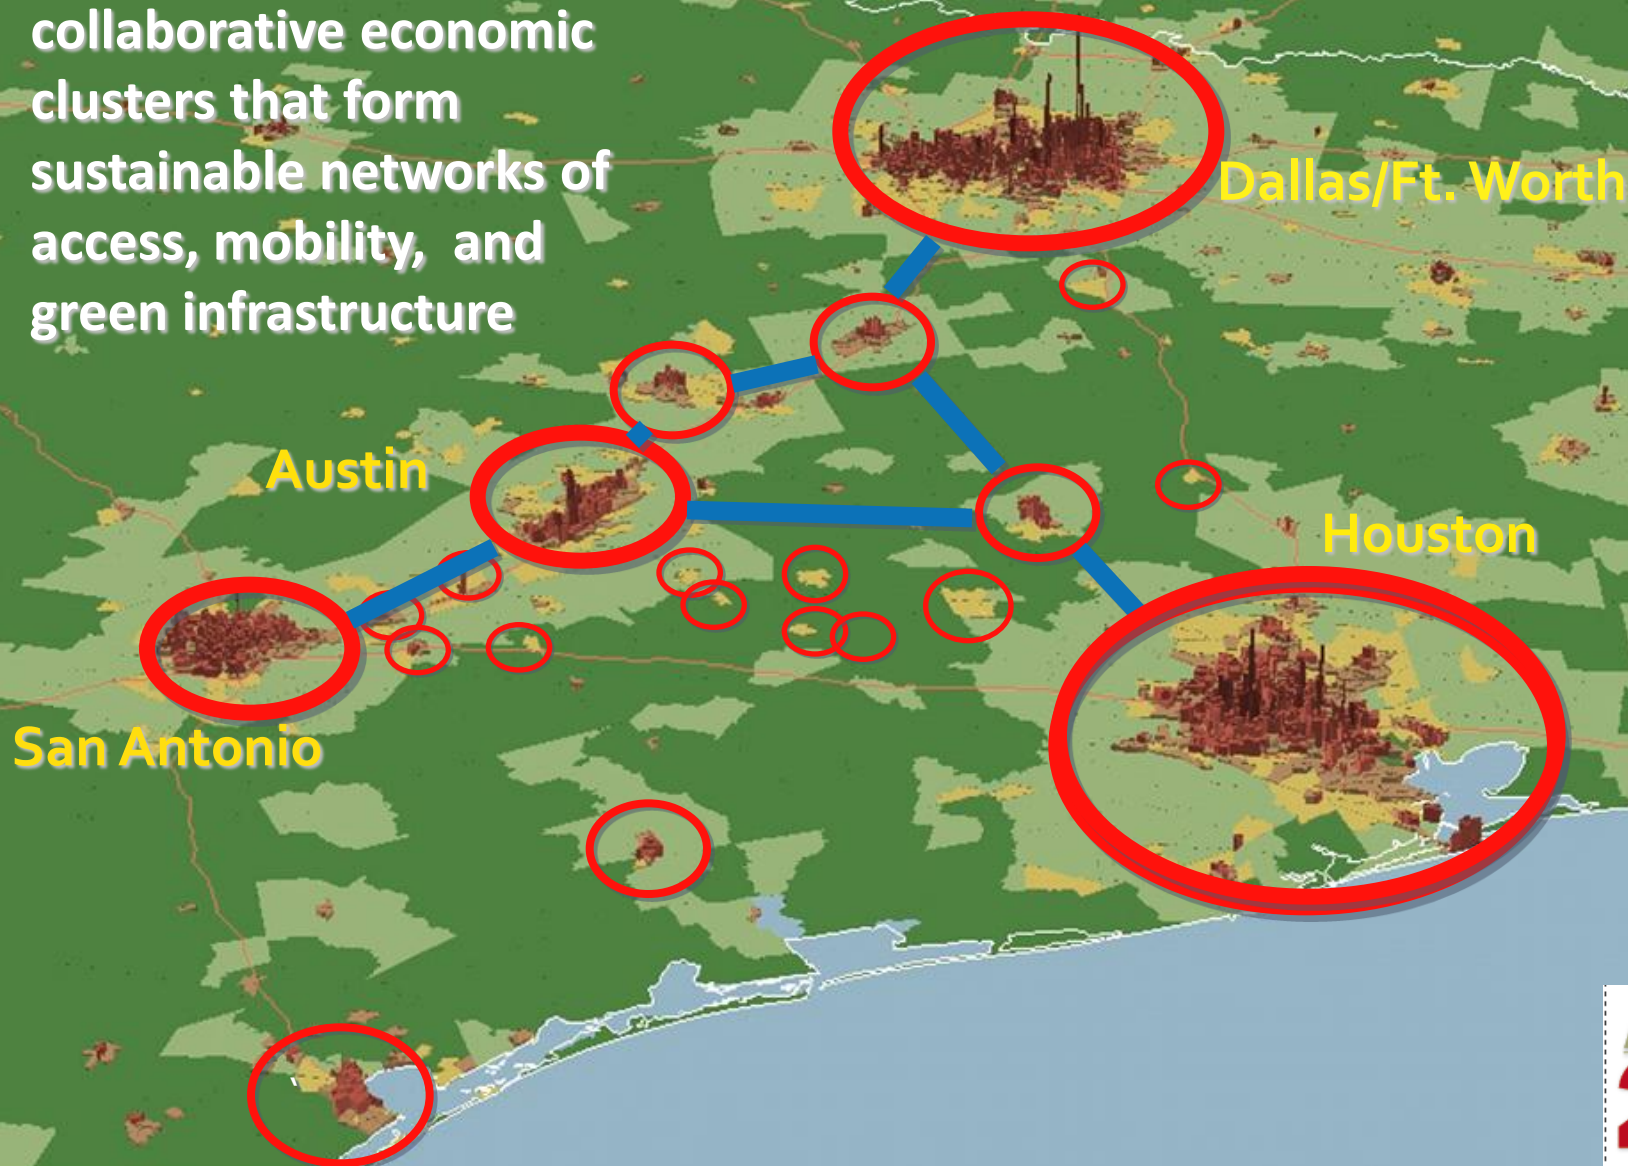 collaborative economic
clusters that form
sustainable networks of
access, mobility,  and
green infrastructure
Dallas/Ft. Worth
Austin
Houston
San Antonio